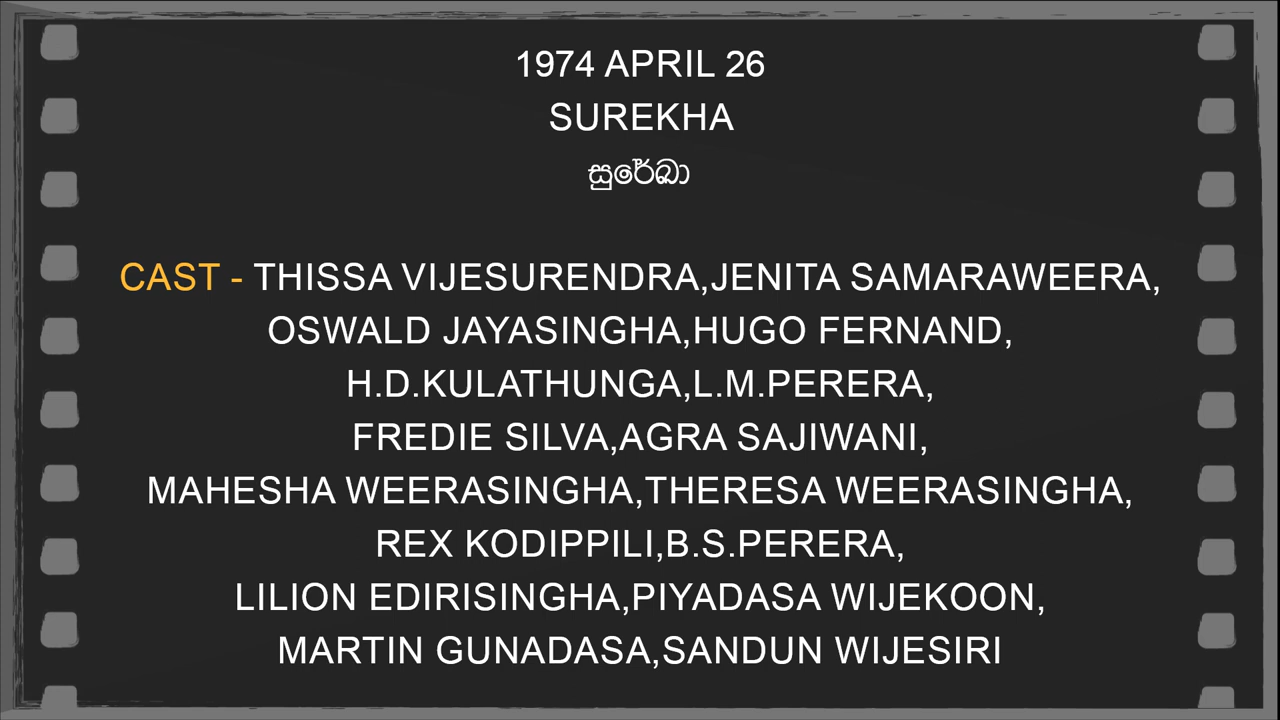 1974 APRIL 26
SUREKHA
සුරේඛා
CAST - THISSA VIJESURENDRA,JENITA SAMARAWEERA,
OSWALD JAYASINGHA,HUGO FERNAND,
H.D.KULATHUNGA,L.M.PERERA,
FREDIE SILVA,AGRA SAJIWANI,
MAHESHA WEERASINGHA,THERESA WEERASINGHA,
REX KODIPPILI,B.S.PERERA,
LILION EDIRISINGHA,PIYADASA WIJEKOON,
MARTIN GUNADASA,SANDUN WIJESIRI